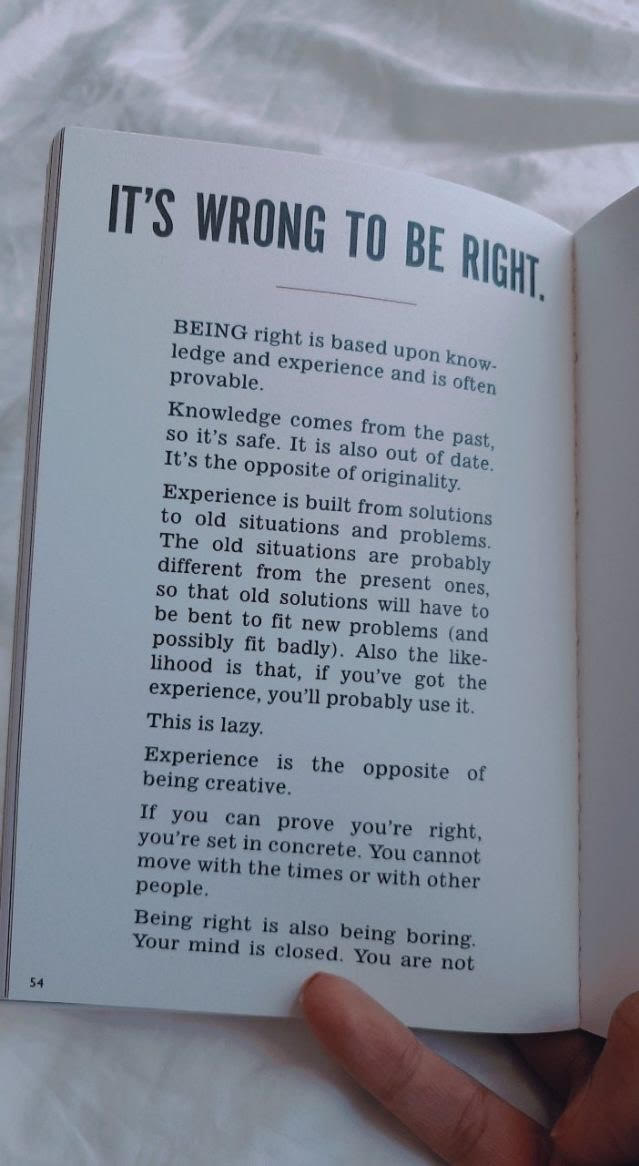 IT'S WRONG TO BE RIGHT.
BEING right is based upon know-
ledge and experience and is often
provable.
Knowledge comes from the past,
so it's safe. It is also out of date.
It's the opposite of originality.
Experience is built from solutions
to old situations and problems.
The old situations are probably
different from the present ones,
so that old solutions will have to
be bent to fit new problems (and
possibly fit badly). Also the like-
lihood is that, if you've got the
experience, you'll probably use it.
This is lazy.
Experience is the opposite of
being creative.
If you can prove you're right,
you're set in concrete. You cannot
move with the times or with other
people.
Being right is also being boring.
Your mind is closed. You are not
54